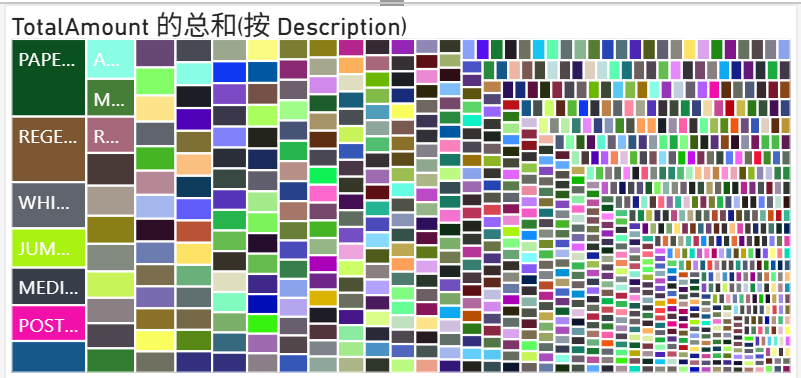 TotalAmount 的总和(按 Description)
PAPE...
A...
M...
REGE...
R...
WHI...
JUM...
MEDI...
POST...